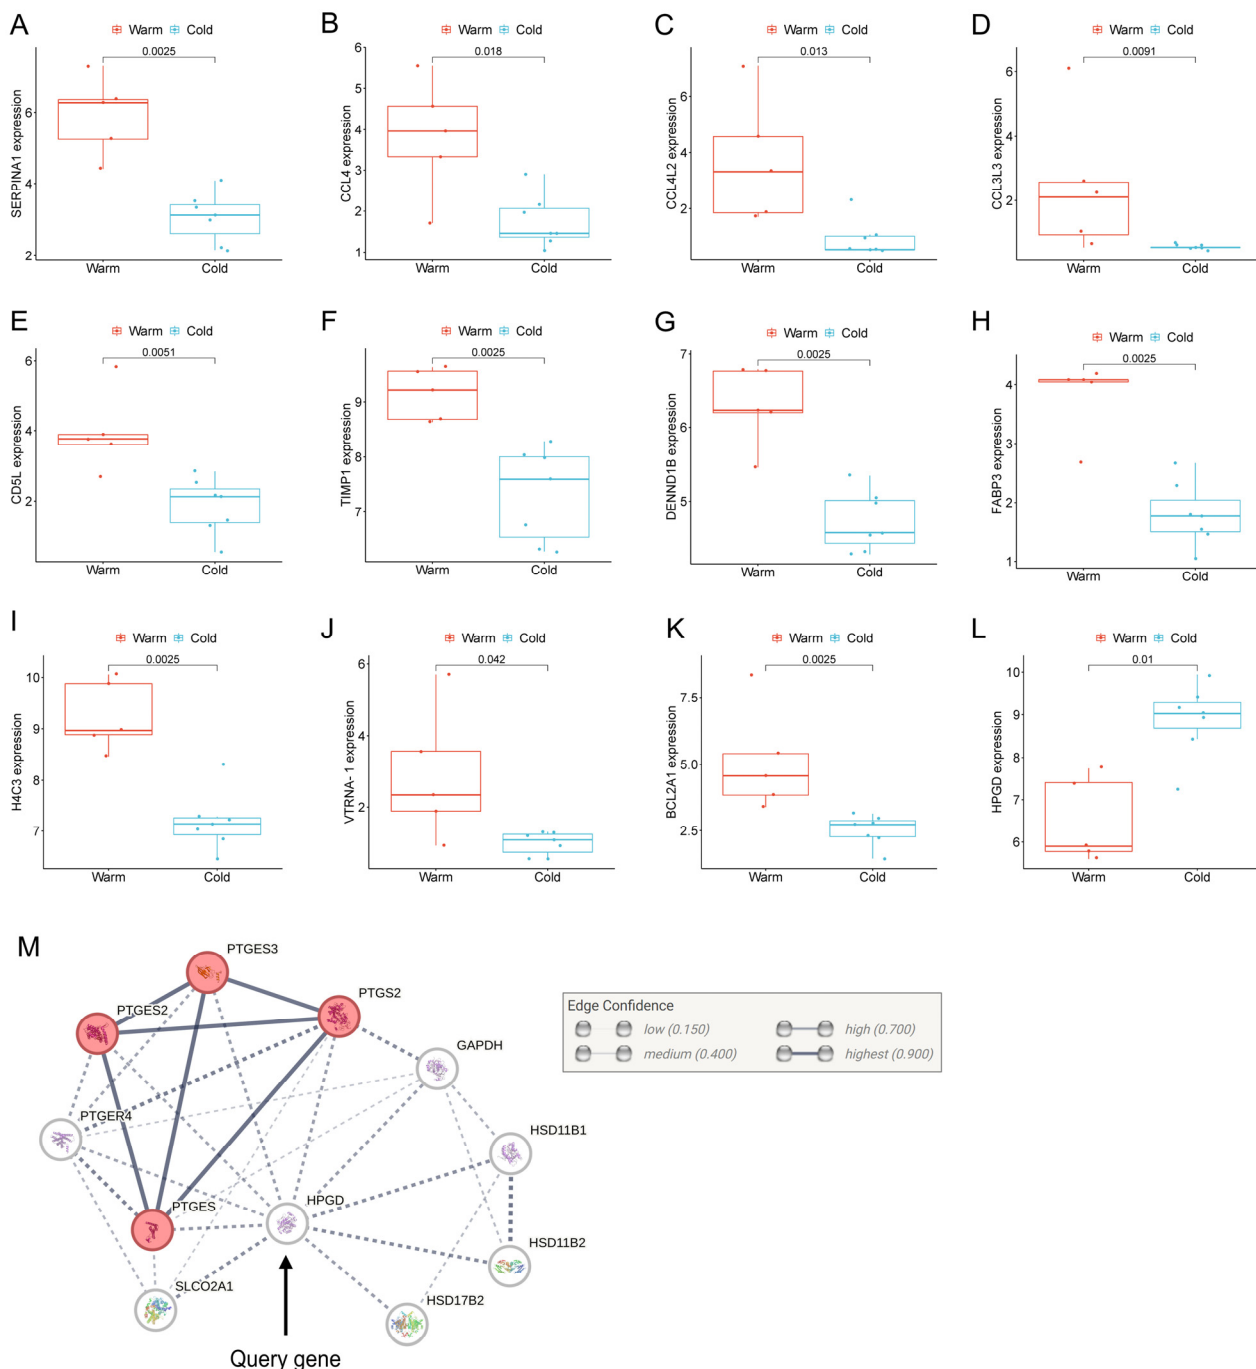 A
Warm Cold
0.0025
SERPINA1 expression
6
4
2
Warm Cold
B
Warm Cold
0.018
CCL4 expression
6
5
4
3
2
1
Warm Cold
C
Warm Cold
0.013
CCL4L2 expression
6
4
2
Warm Cold
D
Warm Cold
0.0091
CCL3L3 expression
6
4
2
Warm Cold
E
Warm Cold
0.0051
CD5L expression
6
4
2
Warm Cold
F
Warm Cold
0.0025
TIMP1 expression
9
8
7
Warm Cold
G
Warm Cold
0.0025
DENND1B expression
7
6
5
Warm Cold
H
Warm Cold
0.0025
FABP3 expression
4
3
2
1
Warm Cold
I
Warm Cold
0.0025
H4C3 expression
10
9
8
7
Warm Cold
J
Warm Cold
0.042
VTRNA- 1 expression
6
4
2
Warm Cold
K
Warm Cold
0.0025
BCL2A1 expression
7.5
5.0
2.5
Warm Cold
L
Warm Cold
0.01
HPGD expression
10
9
8
7
6
Warm Cold
M
PTGES3
PTGES2
PTGS2
GAPDH
PTGER4
HSD11B1
PTGES
HPGD
HSD11B2
SLCO2A1
HSD17B2
Query gene
Edge Confidence
low (0.150) high (0.700)
medium (0.400) highest (0.900)